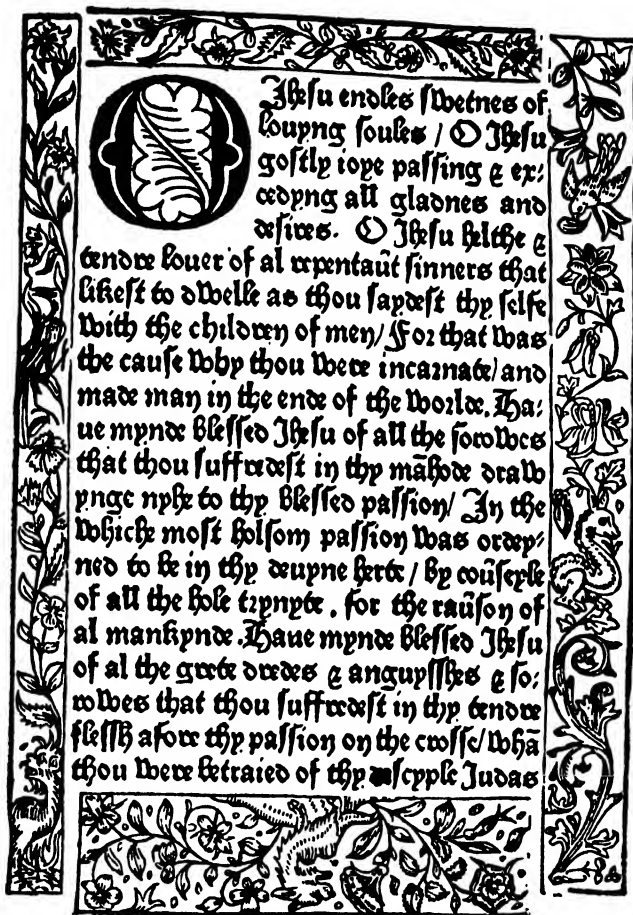 O Jhesu endles swetnes of
louyng soules / O Jhesu
gostly ioye passing & ex:
cedyng all gladnes and
desires. O Jhesu helthe &
tendre louer of al repentaūt sinners that
likest to dwelle as thou saydest thy selfe
with the children of men/ For that was
the cause why thou were incarnate/ and
made man in the ende of the worlde. Ha:
ue mynde blessed Jhesu of all the sorowes
that thou suffredest in thy māhode draw
ynge nyhe to thy blessed passion/ In the
whiche most holsom passion was ordey:
ned to be in thy deuyne herte / by coūseyle
of all the hole trynyte . for the raūson of
al mankynde. Haue mynde blessed Jhesu
of al the grete dredes & anguysshes & so:
rowes that thou suffredest in thy tendre
flessh afore thy passion on the crosse/ whā
thou were betraied of thy discyple Judas